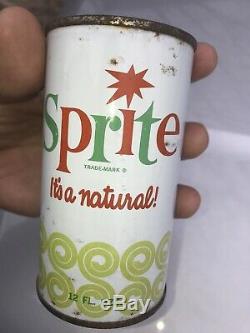 Sprite
TRADE-MARK ®
It's a natural!
12 FL.